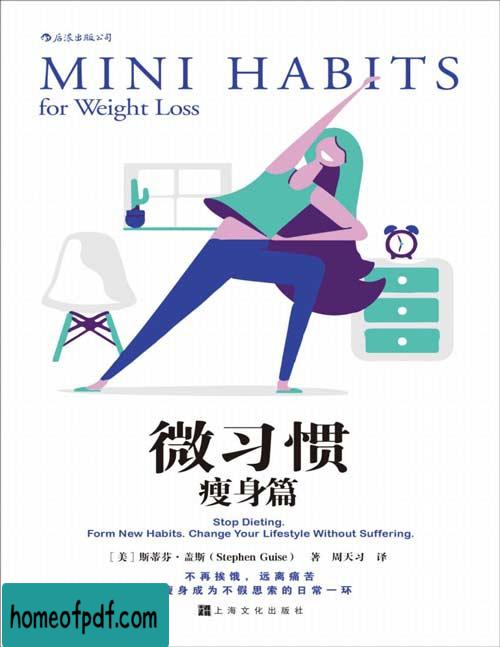 后浪出版公司
MINI HABITS
for Weight Loss
微习惯
瘦身篇
Stop Dieting.
Form New Habits. Change Your Lifestyle Without Suffering.
[美] 斯蒂芬·盖斯 (Stephen Guise) 著 周天习 译
不再挨饿，远离痛苦
瘦身成为不假思索的日常一环
上海文化出版社
homeofpdf.com